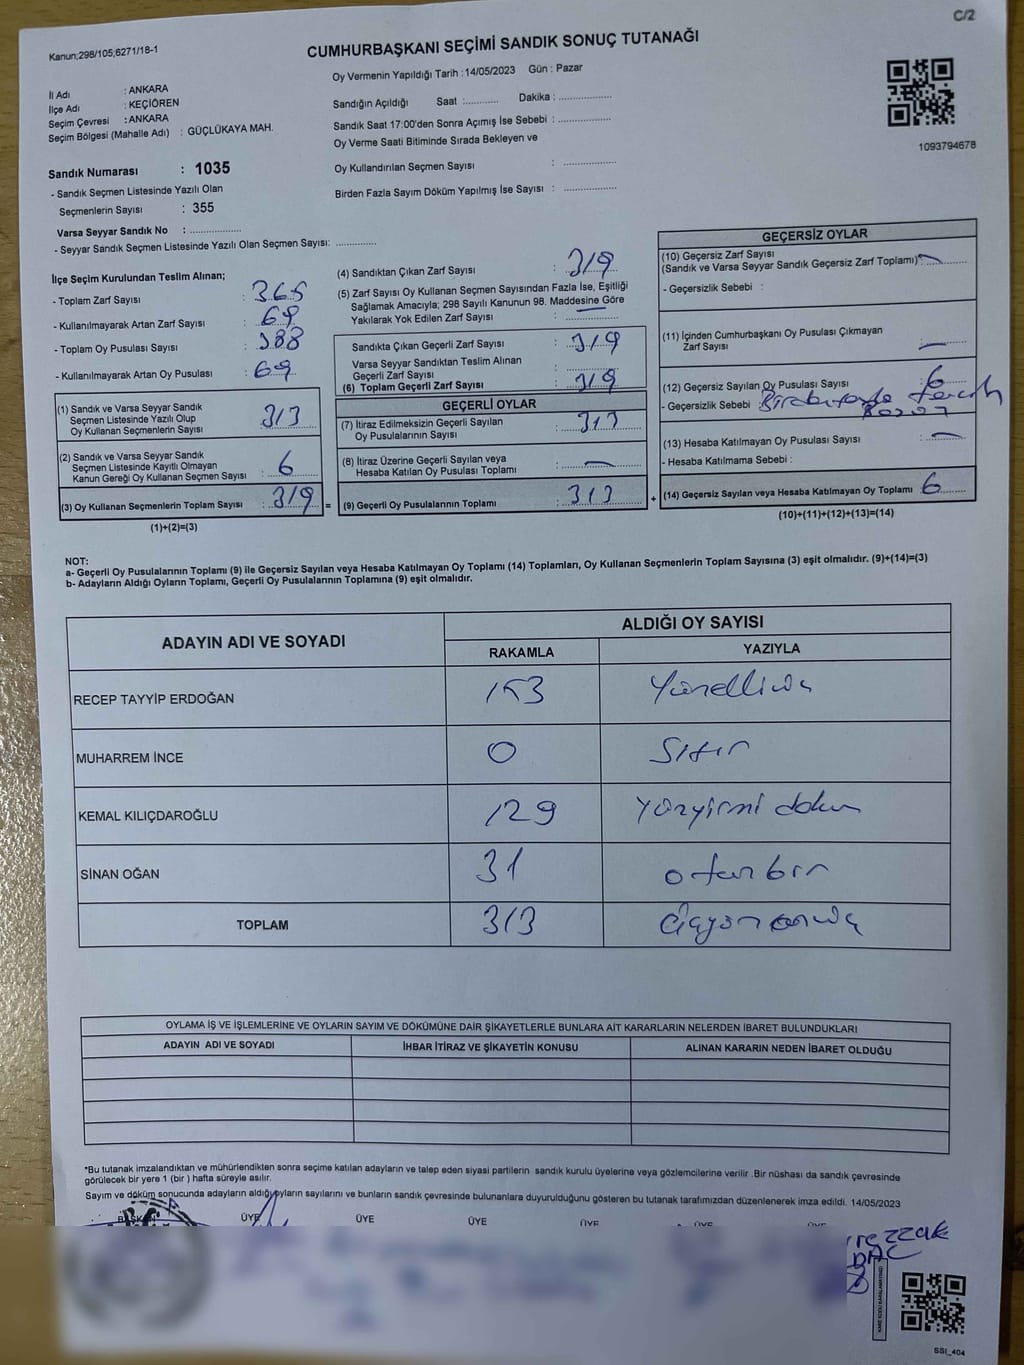 C/2
Kanun;298/105,6271/18-1
CUMHURBAŞKANI SEÇİMİ SANDIK SONUÇ TUTANAĞI
İl Adı : ANKARA
İlçe Adı : KEÇİÖREN
Seçim Çevresi : ANKARA
Seçim Bölgesi (Mahalle Adı) : GÜÇLÜKAYA MAH.
Sandık Numarası : 1035
- Sandık Seçmen Listesinde Yazılı Olan
Seçmenlerin Sayısı : 355
Varsa Seyyar Sandık No : ..................
- Seyyar Sandık Seçmen Listesinde Yazılı Olan Seçmen Sayısı: ..............
Oy Vermenin Yapıldığı Tarih : 14/05/2023 Gün : Pazar
Sandığın Açıldığı Saat :............ Dakika : ..................
Sandık Saat 17:00'den Sonra Açımış İse Sebebi : ..................
Oy Verme Saati Bitiminde Sırada Bekleyen ve
Oy Kullandırılan Seçmen Sayısı : ..................
Birden Fazla Sayım Döküm Yapılmış İse Sayısı : ..................
1093794678
İlçe Seçim Kurulundan Teslim Alınan;
- Toplam Zarf Sayısı : 365
- Kullanılmayarak Artan Zarf Sayısı : 69
- Toplam Oy Pusulası Sayısı : 388
- Kullanılmayarak Artan Oy Pusulası : 69
(1) Sandık ve Varsa Seyyar Sandık
Seçmen Listesinde Yazılı Olup
Oy Kullanan Seçmenlerin Sayısı : 313
(2) Sandık ve Varsa Seyyar Sandık
Seçmen Listesinde Kayıtlı Olmayan
Kanun Gereği Oy Kullanan Seçmen Sayısı : 6
(3) Oy Kullanan Seçmenlerin Toplam Sayısı : 319 =
(1)+(2)=(3)
(4) Sandıktan Çıkan Zarf Sayısı : 319
(5) Zarf Sayısı Oy Kullanan Seçmen Sayısından Fazla İse, Eşitliği
Sağlamak Amacıyla; 298 Sayılı Kanunun 98. Maddesine Göre
Yakılarak Yok Edilen Zarf Sayısı : —
Sandıkta Çıkan Geçerli Zarf Sayısı : 319
Varsa Seyyar Sandıktan Teslim Alınan
Geçerli Zarf Sayısı : ..................
(6) Toplam Geçerli Zarf Sayısı : 319
GEÇERLİ OYLAR
(7) İtiraz Edilmeksizin Geçerli Sayılan
Oy Pusulalarının Sayısı : 313
(8) İtiraz Üzerine Geçerli Sayılan veya
Hesaba Katılan Oy Pusulası Toplamı : —
(9) Geçerli Oy Pusulalarının Toplamı : 313 +
GEÇERSİZ OYLAR
(10) Geçersiz Zarf Sayısı
(Sandık ve Varsa Seyyar Sandık Geçersiz Zarf Toplamı) : —
- Geçersizlik Sebebi :
(11) İçinden Cumhurbaşkanı Oy Pusulası Çıkmayan
Zarf Sayısı : —
(12) Geçersiz Sayılan Oy Pusulası Sayısı : 6
- Geçersizlik Sebebi :
(13) Hesaba Katılmayan Oy Pusulası Sayısı : —
- Hesaba Katılmama Sebebi :
(14) Geçersiz Sayılan veya Hesaba Katılmayan Oy Toplamı : 6
(10)+(11)+(12)+(13)=(14)
NOT:
a- Geçerli Oy Pusulalarının Toplamı (9) ile Geçersiz Sayılan veya Hesaba Katılmayan Oy Toplamı (14) Toplamları, Oy Kullanan Seçmenlerin Toplam Sayısına (3) eşit olmalıdır. (9)+(14)=(3)
b- Adayların Aldığı Oyların Toplamı, Geçerli Oy Pusulalarının Toplamına (9) eşit olmalıdır.
ADAYIN ADI VE SOYADI
ALDIĞI OY SAYISI
RAKAMLA YAZIYLA
RECEP TAYYİP ERDOĞAN 153 Yüzelliüç
MUHARREM İNCE 0 Sıfır
KEMAL KILIÇDAROĞLU 129 Yüzyirmi dokuz
SİNAN OĞAN 31 otuzbir
TOPLAM 313 üçyüzonüç
OYLAMA İŞ VE İŞLEMLERİNE VE OYLARIN SAYIM VE DÖKÜMÜNE DAİR ŞİKAYETLERLE BUNLARA AİT KARARLARIN NELERDEN İBARET BULUNDUKLARI
ADAYIN ADI VE SOYADI İHBAR İTİRAZ VE ŞİKAYETİN KONUSU ALINAN KARARIN NEDEN İBARET OLDUĞU
*Bu tutanak imzalandıktan ve mühürlendikten sonra seçime katılan adayların ve talep eden siyasi partilerin sandık kurulu üyelerine veya gözlemcilerine verilir .Bir nüshası da sandık çevresinde
görülecek bir yere 1 (bir ) hafta süreyle asılır.
Sayım ve döküm sonucunda adayların aldığı oyların sayılarını ve bunların sandık çevresinde bulunanlara duyurulduğunu gösteren bu tutanak tarafımızdan düzenlenerek imza edildi. 14/05/2023
BAŞKAN ÜYE ÜYE ÜYE ÜYE ÜYE ÜYE
SSI_404